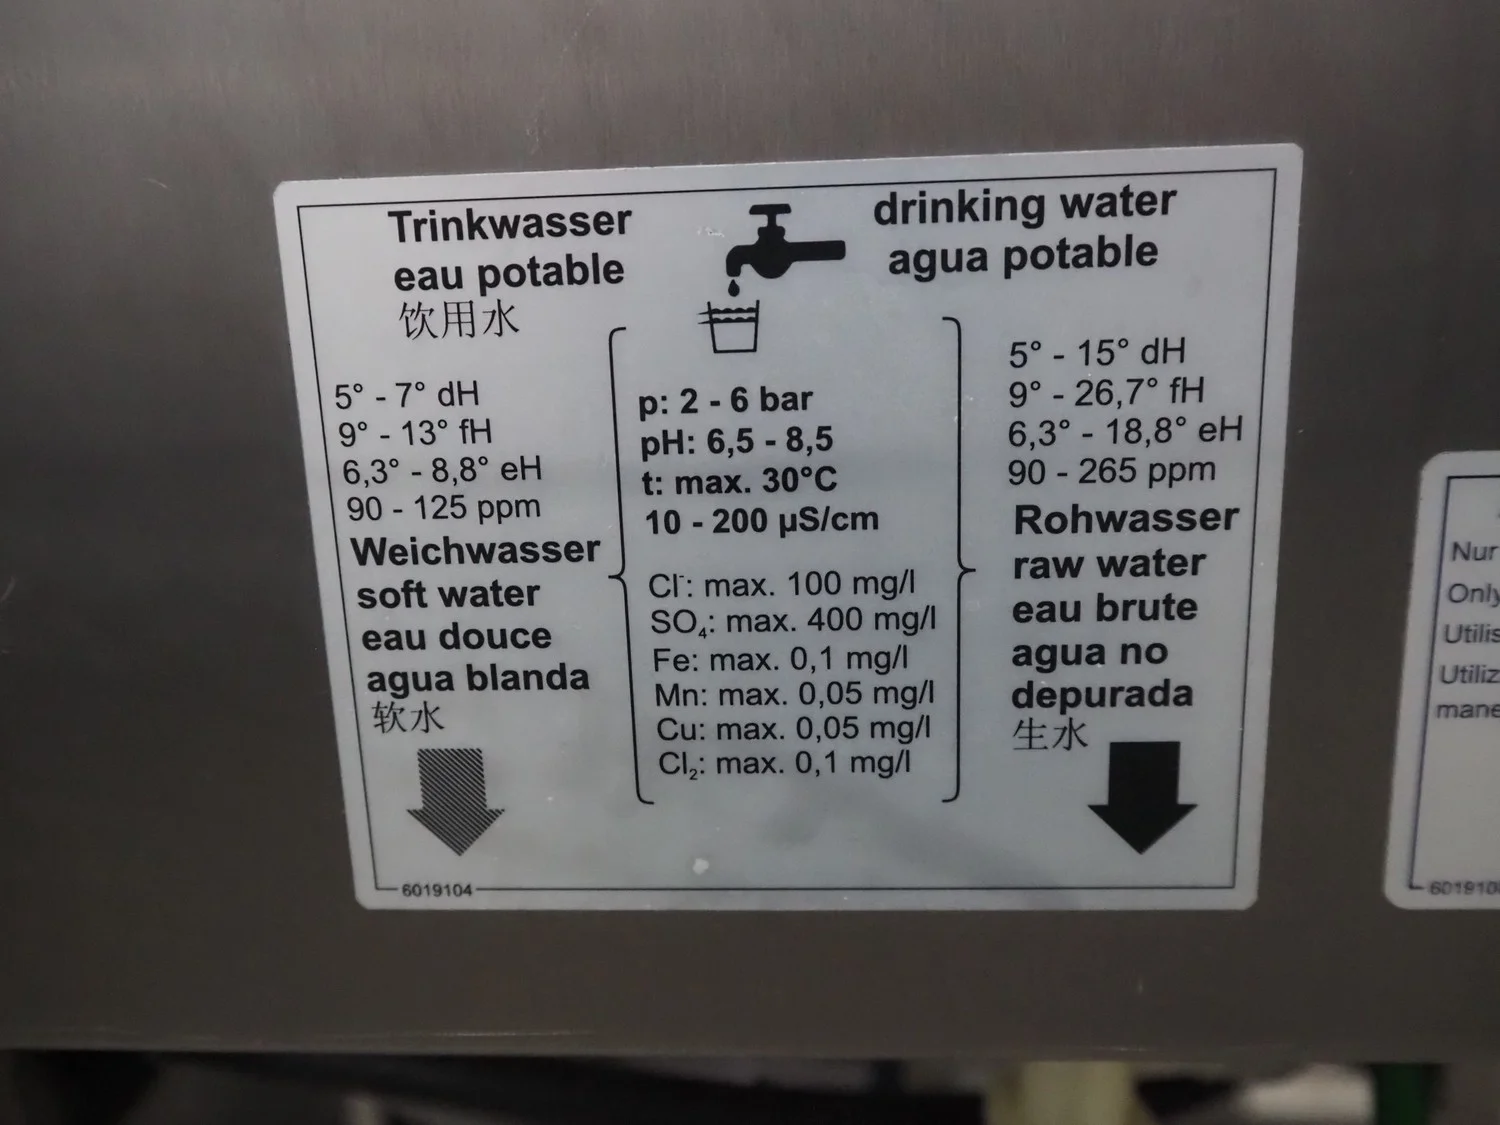 Trinkwasser
eau potable
饮用水
drinking water
agua potable
5° - 7° dH
9° - 13° fH
6,3° - 8,8° eH
90 - 125 ppm
Weichwasser
soft water
eau douce
agua blanda
软水
p: 2 - 6 bar
pH: 6,5 - 8,5
t: max. 30°C
10 - 200 µS/cm
Cl⁻: max. 100 mg/l
SO₄: max. 400 mg/l
Fe: max. 0,1 mg/l
Mn: max. 0,05 mg/l
Cu: max. 0,05 mg/l
Cl₂: max. 0,1 mg/l
5° - 15° dH
9° - 26,7° fH
6,3° - 18,8° eH
90 - 265 ppm
Rohwasser
raw water
eau brute
agua no
depurada
生水
6019104
Nur
Only
Utilis
Utiliz
mane